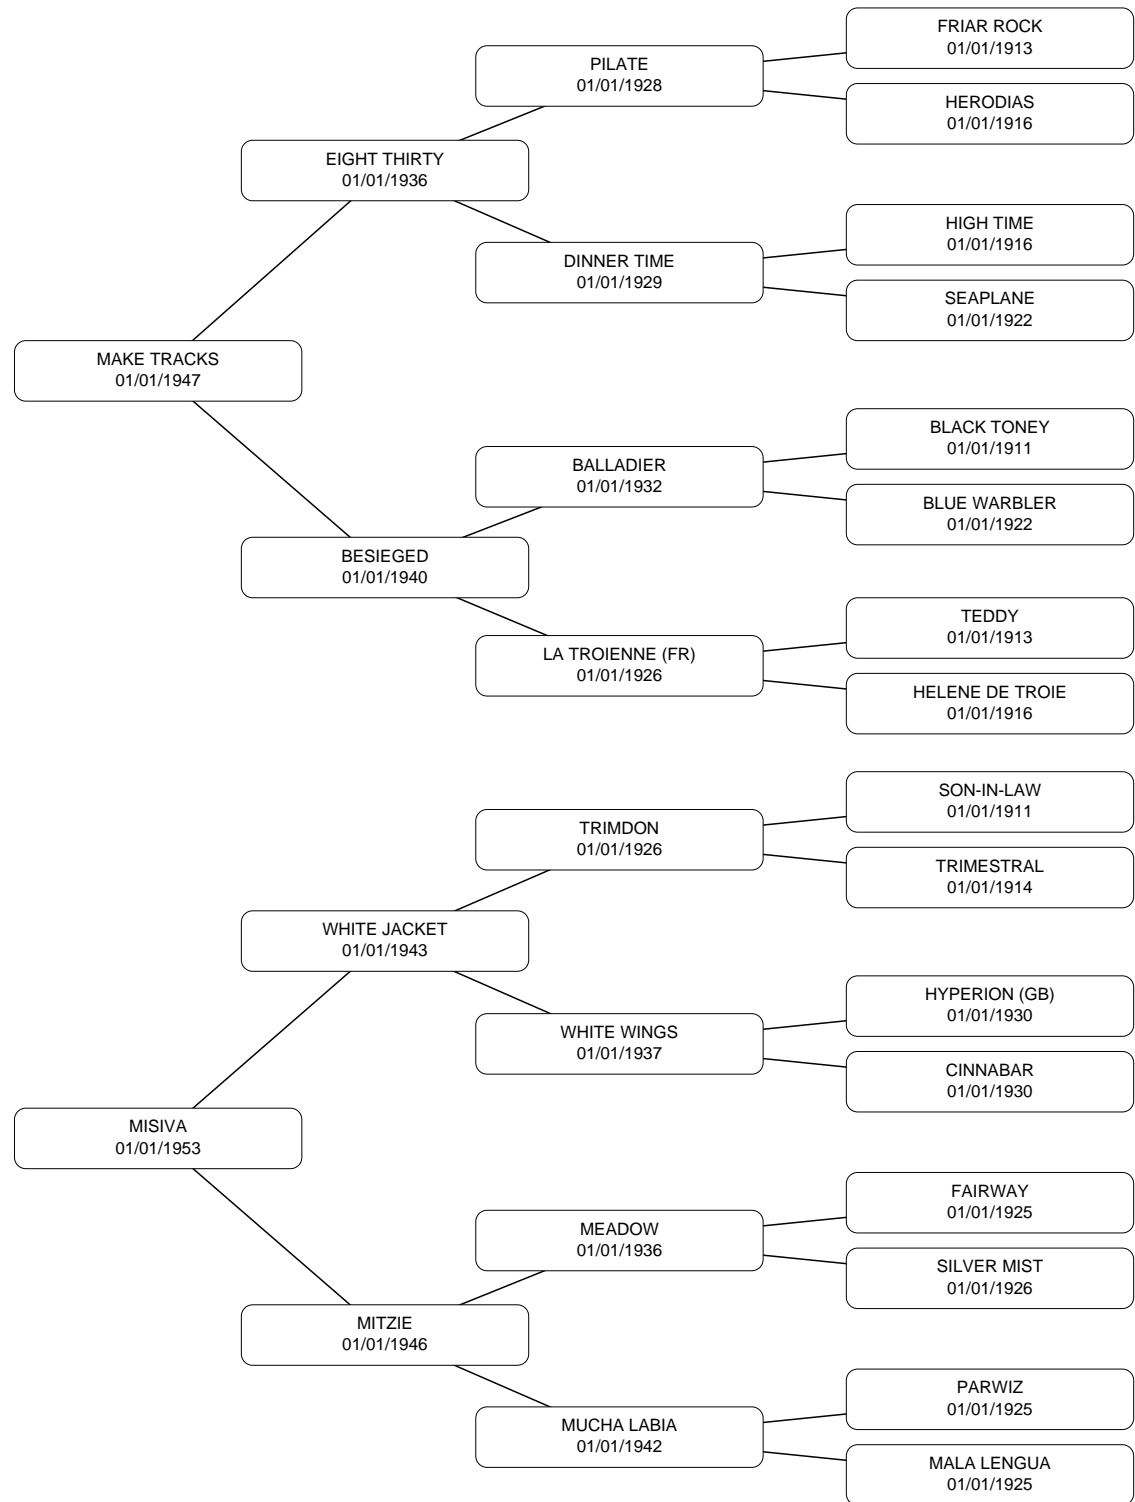 FRIAR ROCK
01/01/1913
PILATE
01/01/1928
HERODIAS
01/01/1916
EIGHT THIRTY
01/01/1936
HIGH TIME
01/01/1916
DINNER TIME
01/01/1929
SEAPLANE
01/01/1922
MAKE TRACKS
01/01/1947
BLACK TONEY
01/01/1911
BALLADIER
01/01/1932
BLUE WARBLER
01/01/1922
BESIEGED
01/01/1940
TEDDY
01/01/1913
LA TROIENNE (FR)
01/01/1926
HELENE DE TROIE
01/01/1916
SON-IN-LAW
01/01/1911
TRIMDON
01/01/1926
TRIMESTRAL
01/01/1914
WHITE JACKET
01/01/1943
HYPERION (GB)
01/01/1930
WHITE WINGS
01/01/1937
CINNABAR
01/01/1930
MISIVA
01/01/1953
FAIRWAY
01/01/1925
MEADOW
01/01/1936
SILVER MIST
01/01/1926
MITZIE
01/01/1946
PARWIZ
01/01/1925
MUCHA LABIA
01/01/1942
MALA LENGUA
01/01/1925